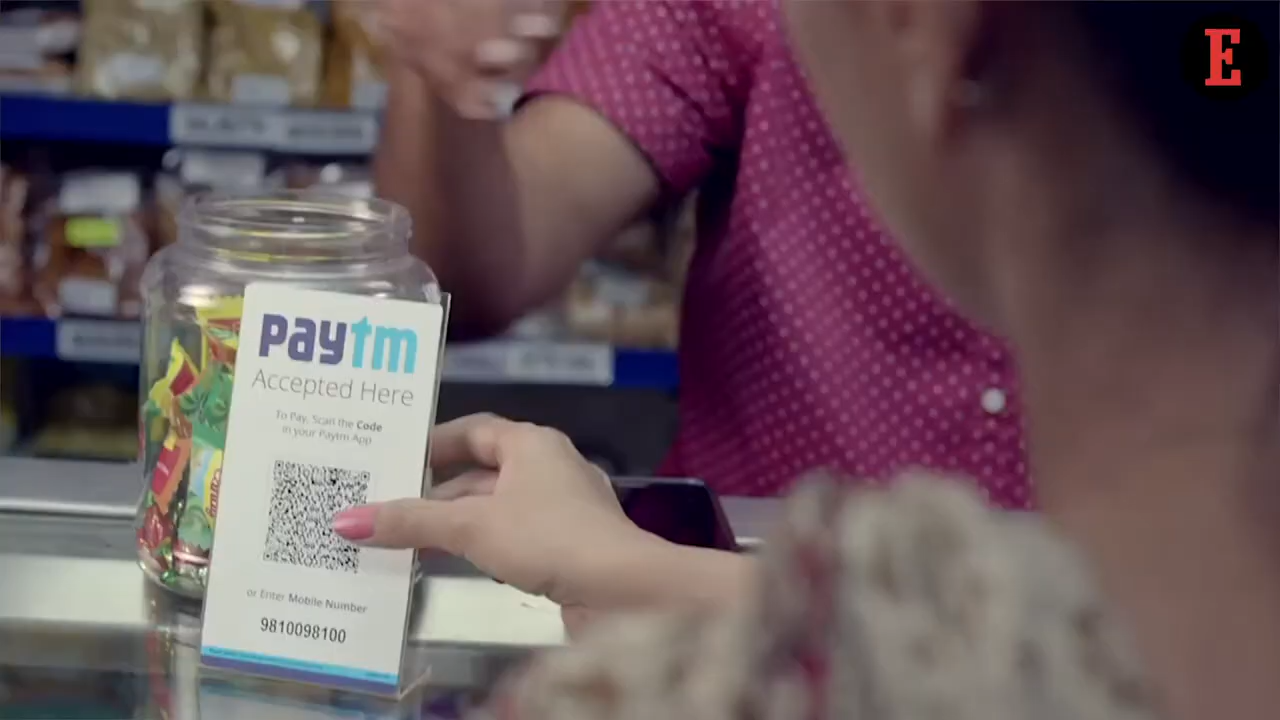 E
paytm
Accepted Here
To Pay, Scan the Code
in your Paytm App
or Enter Mobile Number
9810098100